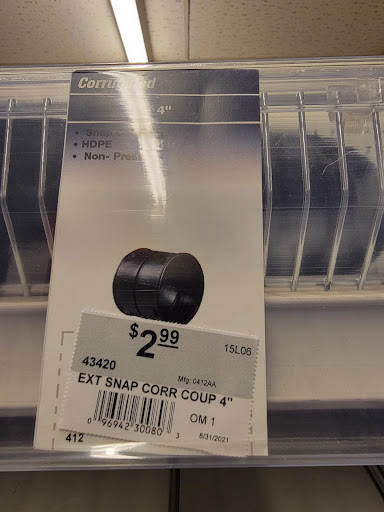 4"
• Snap
• HDPE
• Non-
$2.99
15L06
43420
Mfg: 0412AA
EXT SNAP CORR COUP 4"
OM 1
0 96942 30080 3
8/31/2021
412